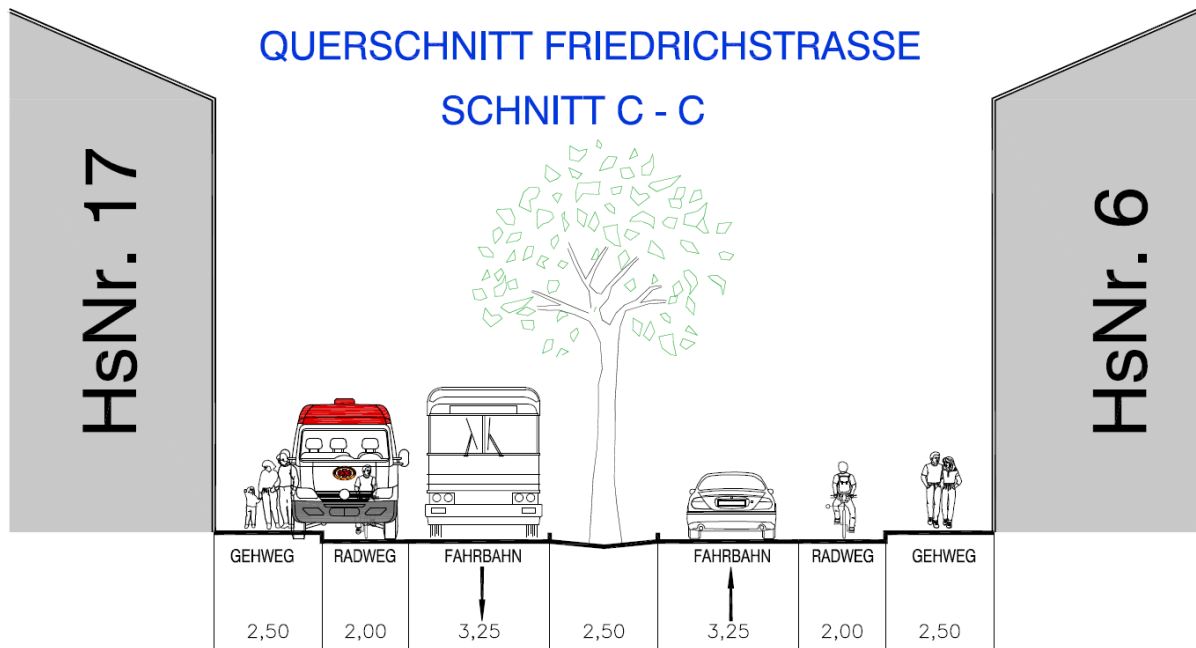 QUERSCHNITT FRIEDRICHSTRASSE
SCHNITT C - C
HsNr. 17
HsNr. 6
GEHWEG RADWEG FAHRBAHN FAHRBAHN RADWEG GEHWEG
2,50 2,00 3,25 2,50 3,25 2,00 2,50